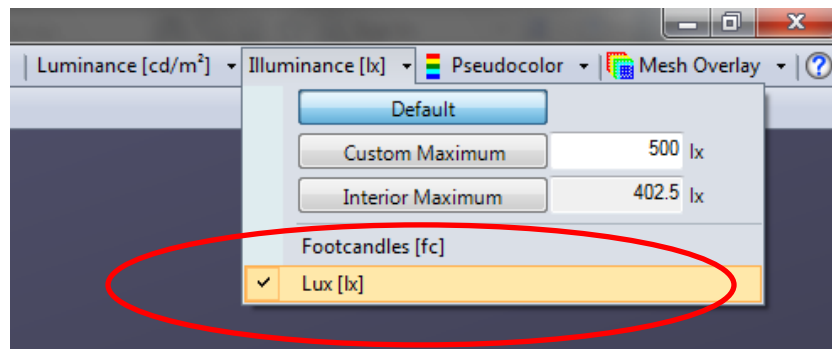 Luminance [cd/m²] Illuminance [lx] Pseudocolor Mesh Overlay
Default
Custom Maximum 500 lx
Interior Maximum 402.5 lx
Footcandles [fc]
Lux [lx]